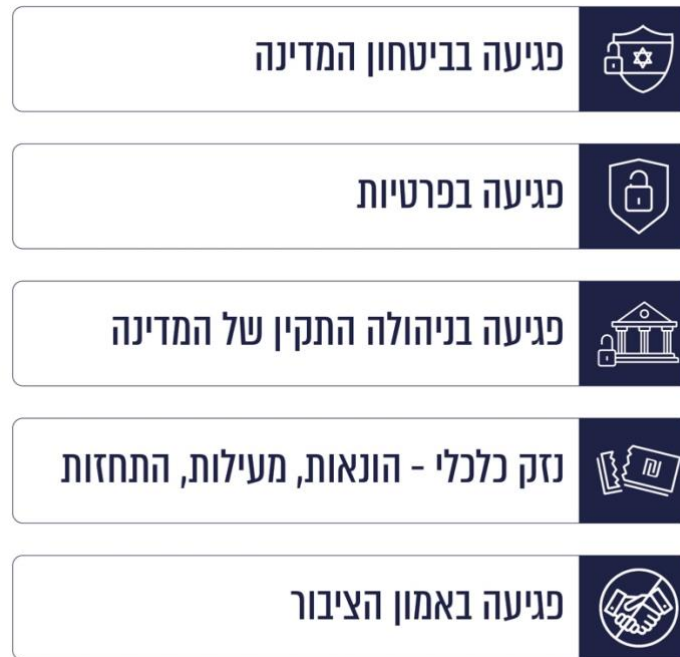 פגיעה בביטחון המדינה
פגיעה בפרטיות
פגיעה בניהולה התקין של המדינה
נזק כלכלי - הונאות, מעילות, התחזות
פגיעה באמון הציבור